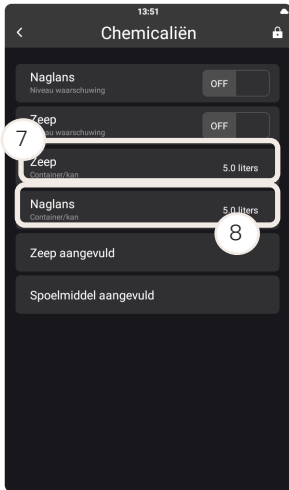 13:51
Chemicaliën
Naglans
Niveau waarschuwing
OFF
Zeep
waarschuwing
OFF
7
Zeep
Container/kan
5.0 liters
Naglans
Container/kan
5.0 liters
8
Zeep aangevuld
Spoelmiddel aangevuld